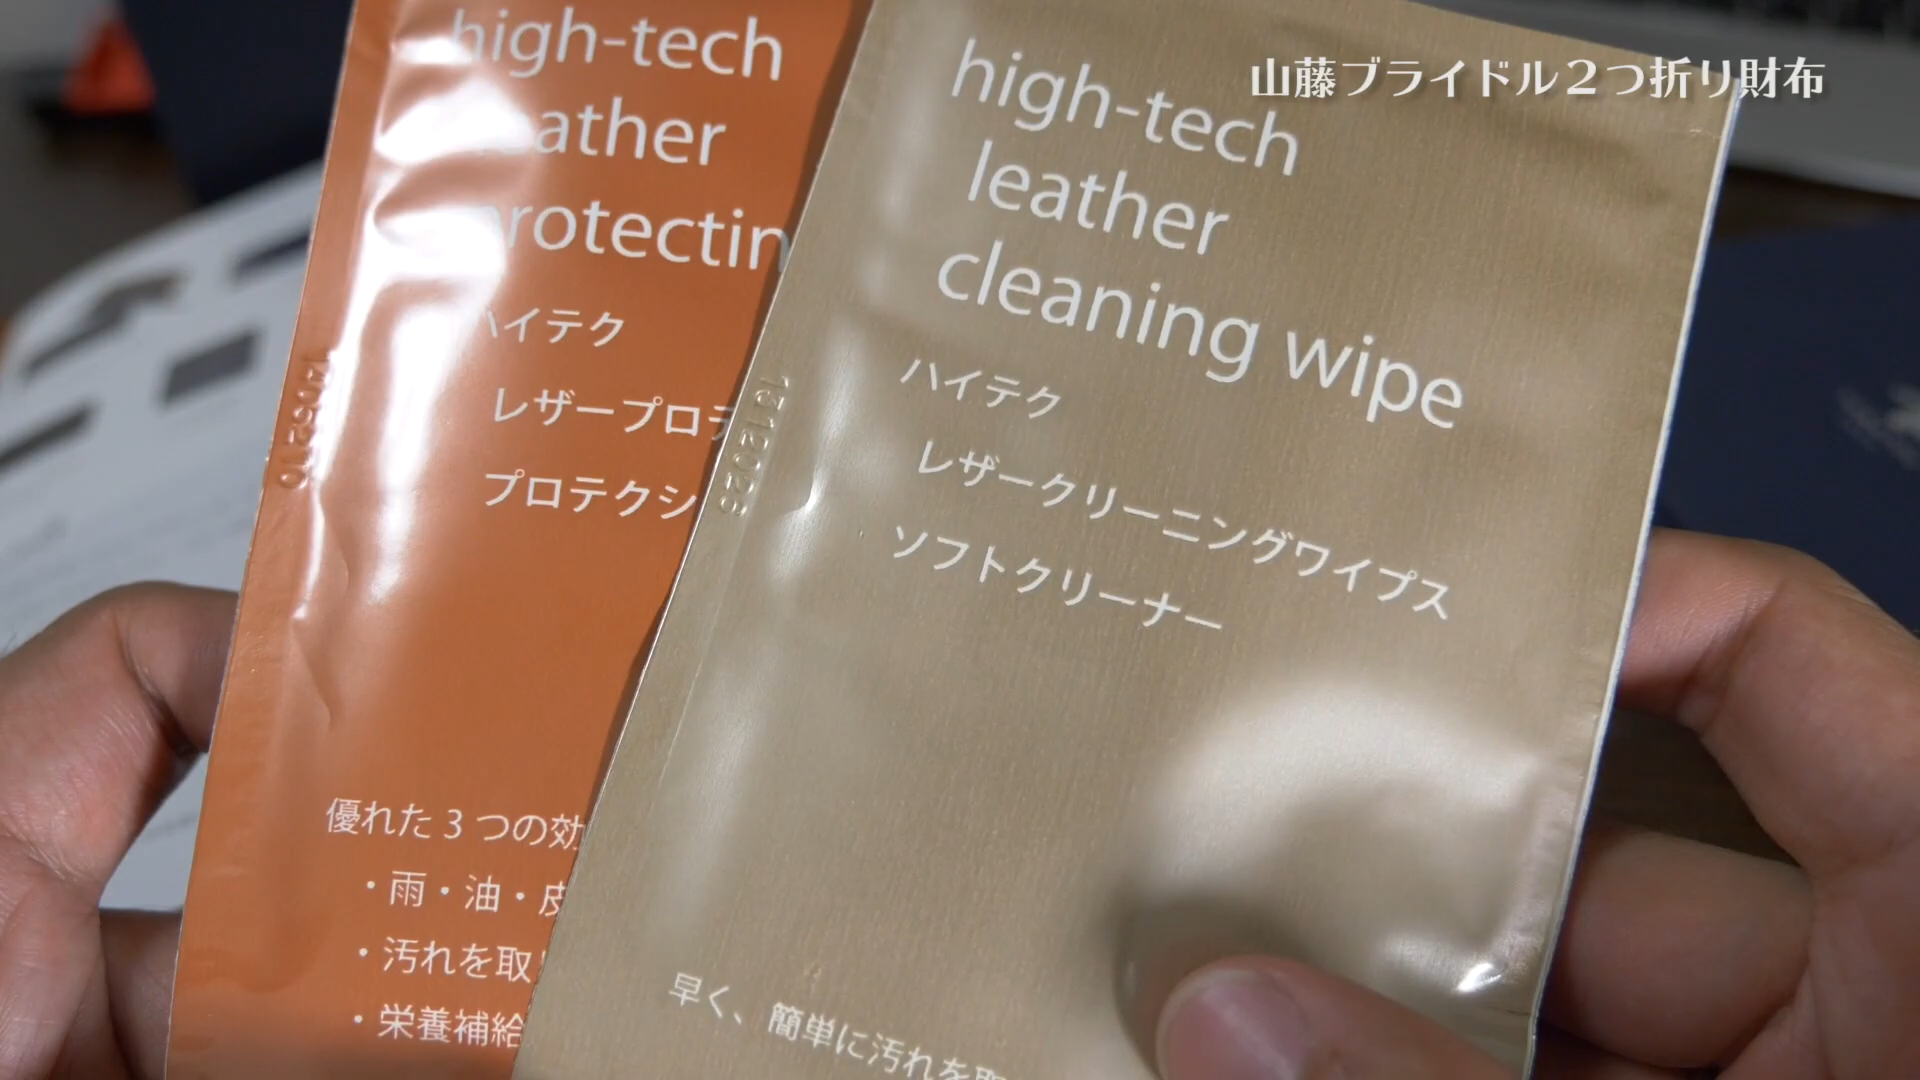 山藤ブライドル２つ折り財布
high-tech
leather
protectin
ハイテク
レザープロテ
プロテクシ
優れた 3 つの効
・雨・油・皮
・汚れを取り
・栄養補給
high-tech
leather
cleaning wipe
ハイテク
レザークリーニングワイプス
ソフトクリーナー
早く、簡単に汚れを取